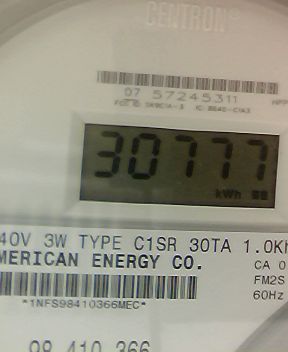 CENTRON®
07 57245311
30777
kWh
40V 3W TYPE C1SR 30TA 1.0Kh
MERICAN ENERGY CO.
CA 0
FM2S
60Hz
*1NFS98410366MEC*
98 410 366